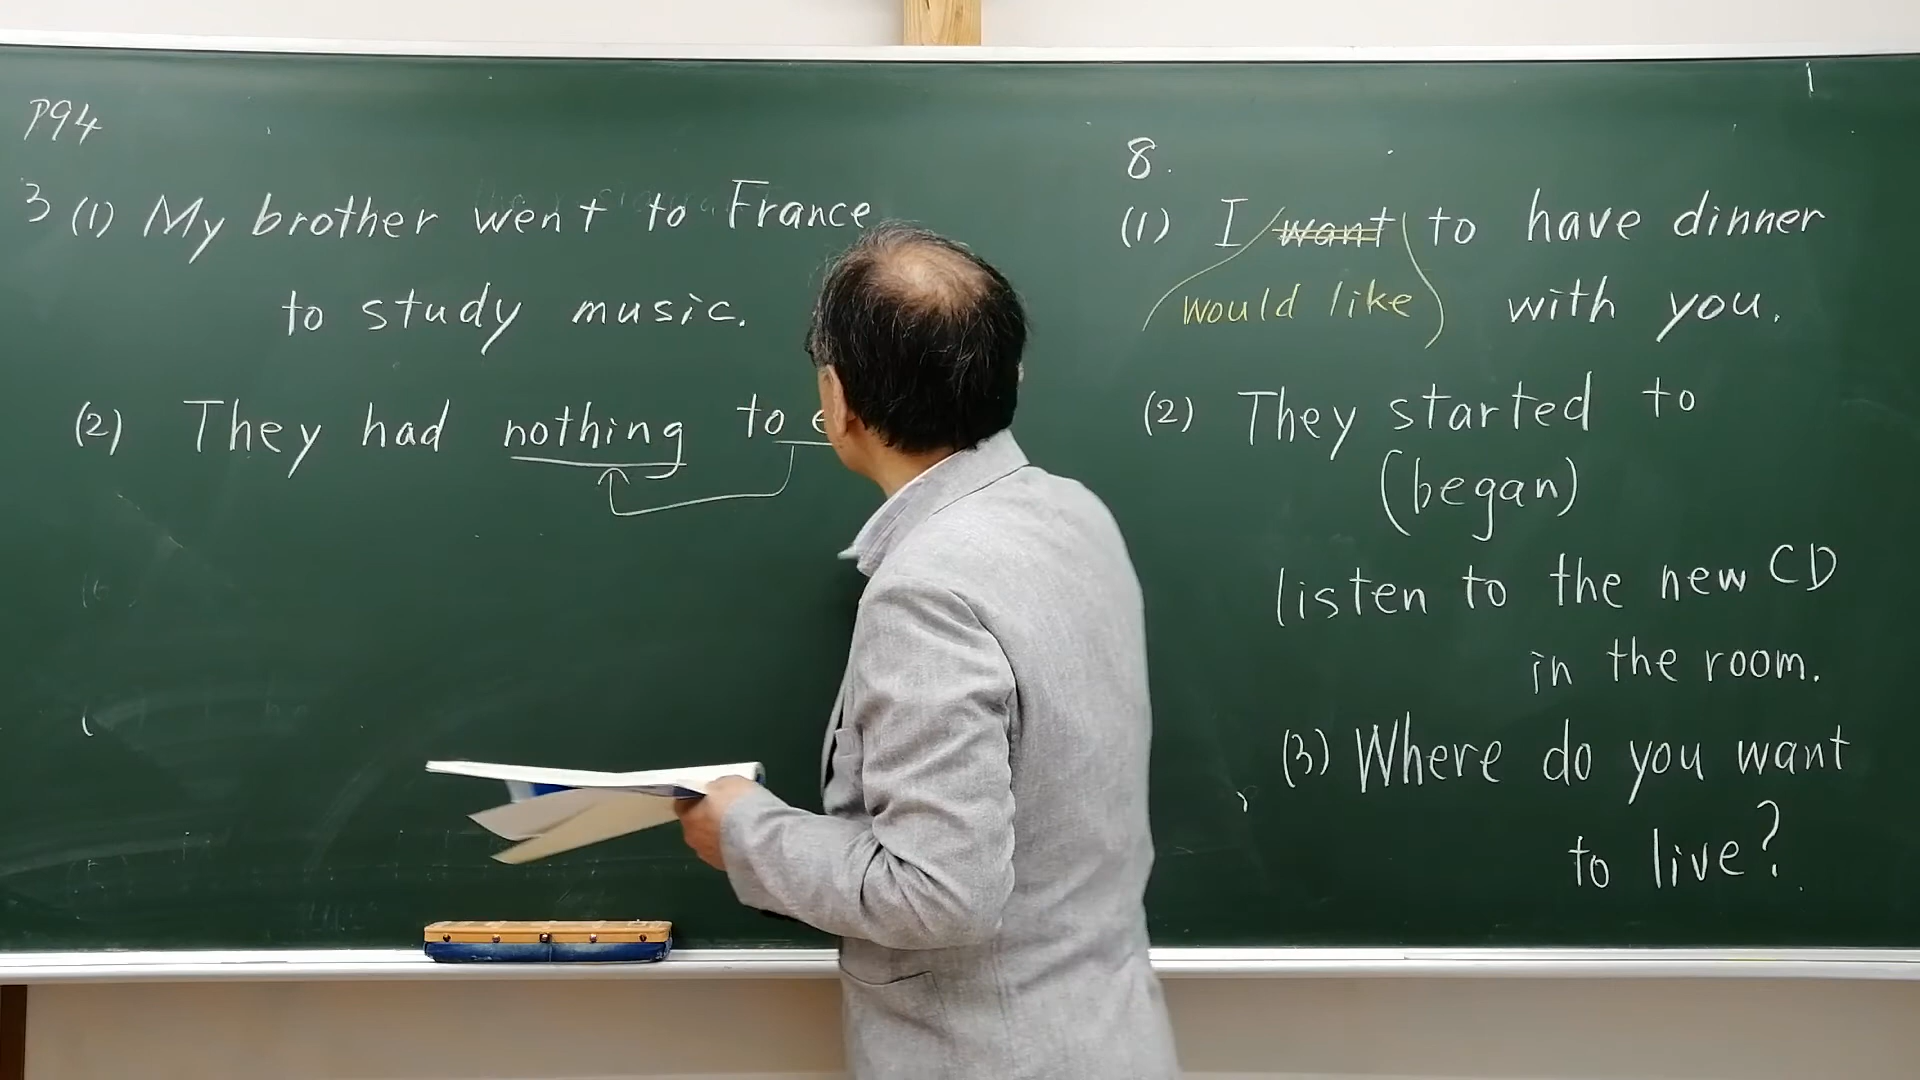 P94
3 (1) My brother went to France
to study music.
(2) They had nothing to
8.
(1) I want to have dinner
would like with you.
(2) They started to
(began)
listen to the new CD
in the room.
(3) Where do you want
to live?